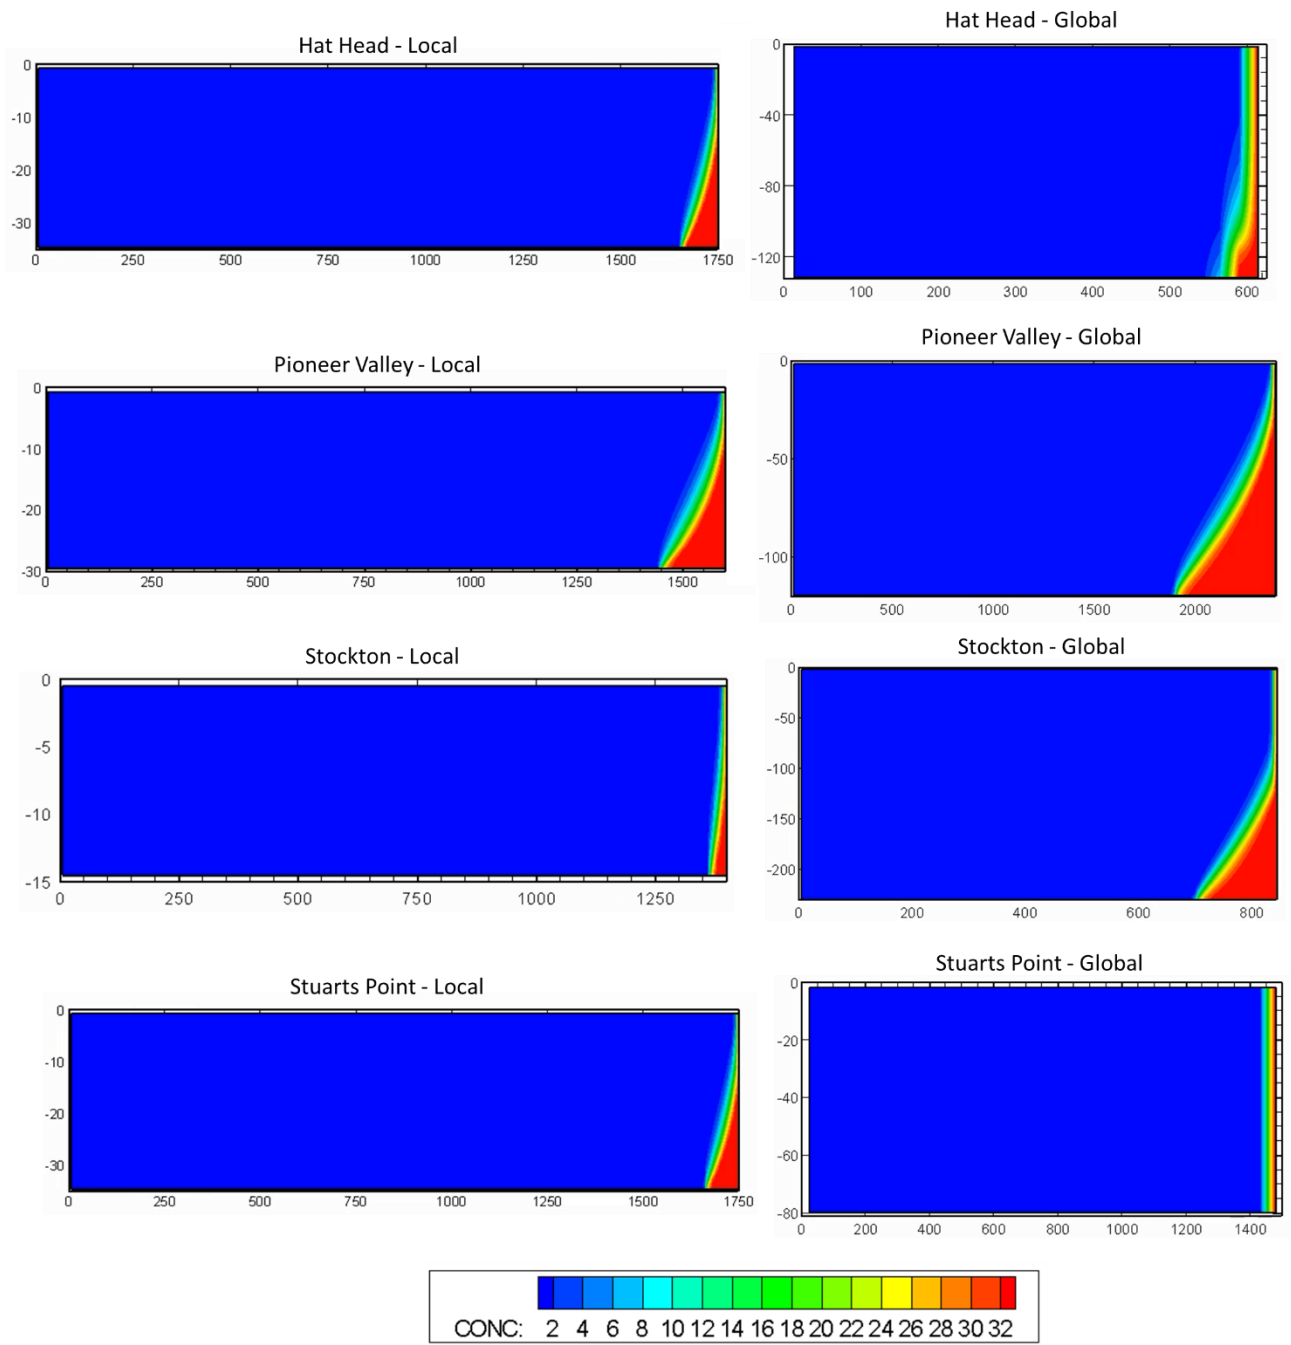 Hat Head - Local
0
-10
-20
-30
0 250 500 750 1000 1250 1500 1750
Hat Head - Global
0
-40
-80
-120
0 100 200 300 400 500 600
Pioneer Valley - Local
0
-10
-20
-30
0 250 500 750 1000 1250 1500
Pioneer Valley - Global
0
-50
-100
0 500 1000 1500 2000
Stockton - Local
0
-5
-10
-15
0 250 500 750 1000 1250
Stockton - Global
0
-50
-100
-150
-200
0 200 400 600 800
Stuarts Point - Local
0
-10
-20
-30
0 250 500 750 1000 1250 1500 1750
Stuarts Point - Global
0
-20
-40
-60
-80
0 200 400 600 800 1000 1200 1400
CONC: 2 4 6 8 10 12 14 16 18 20 22 24 26 28 30 32